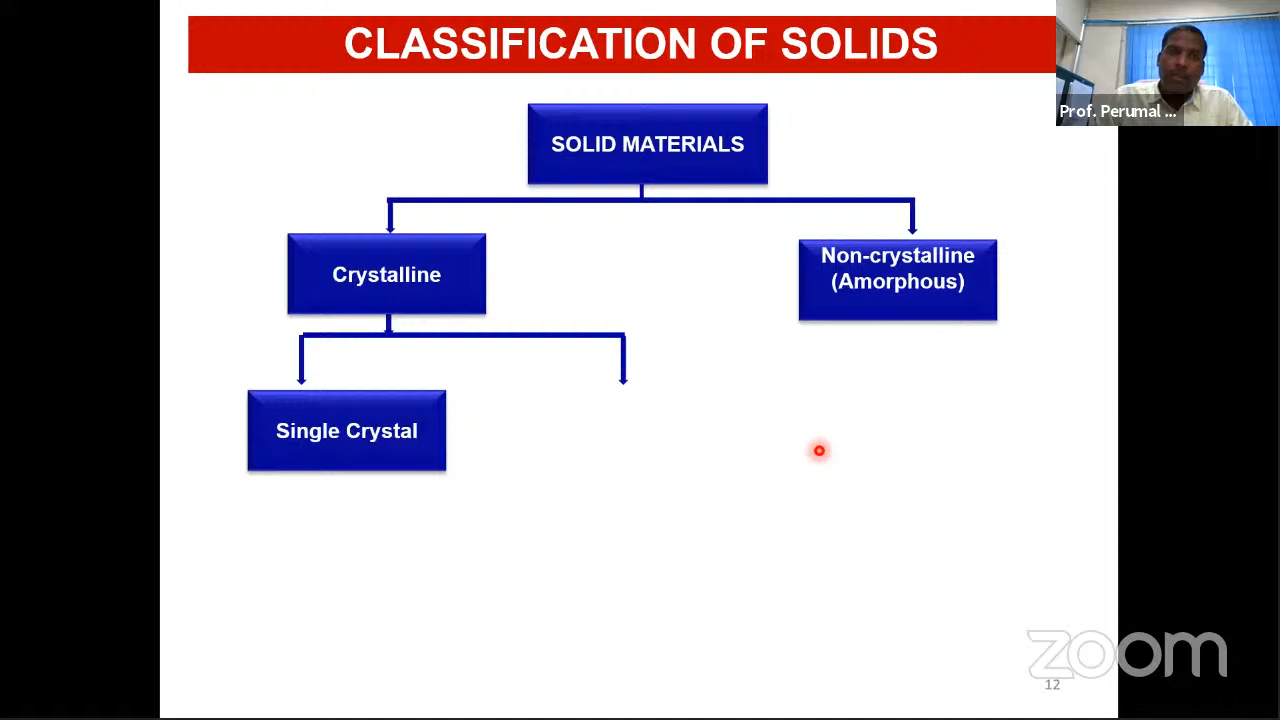 CLASSIFICATION OF SOLIDS
Prof. Perumal ...
SOLID MATERIALS
Crystalline
Non-crystalline
(Amorphous)
Single Crystal
zoom
12